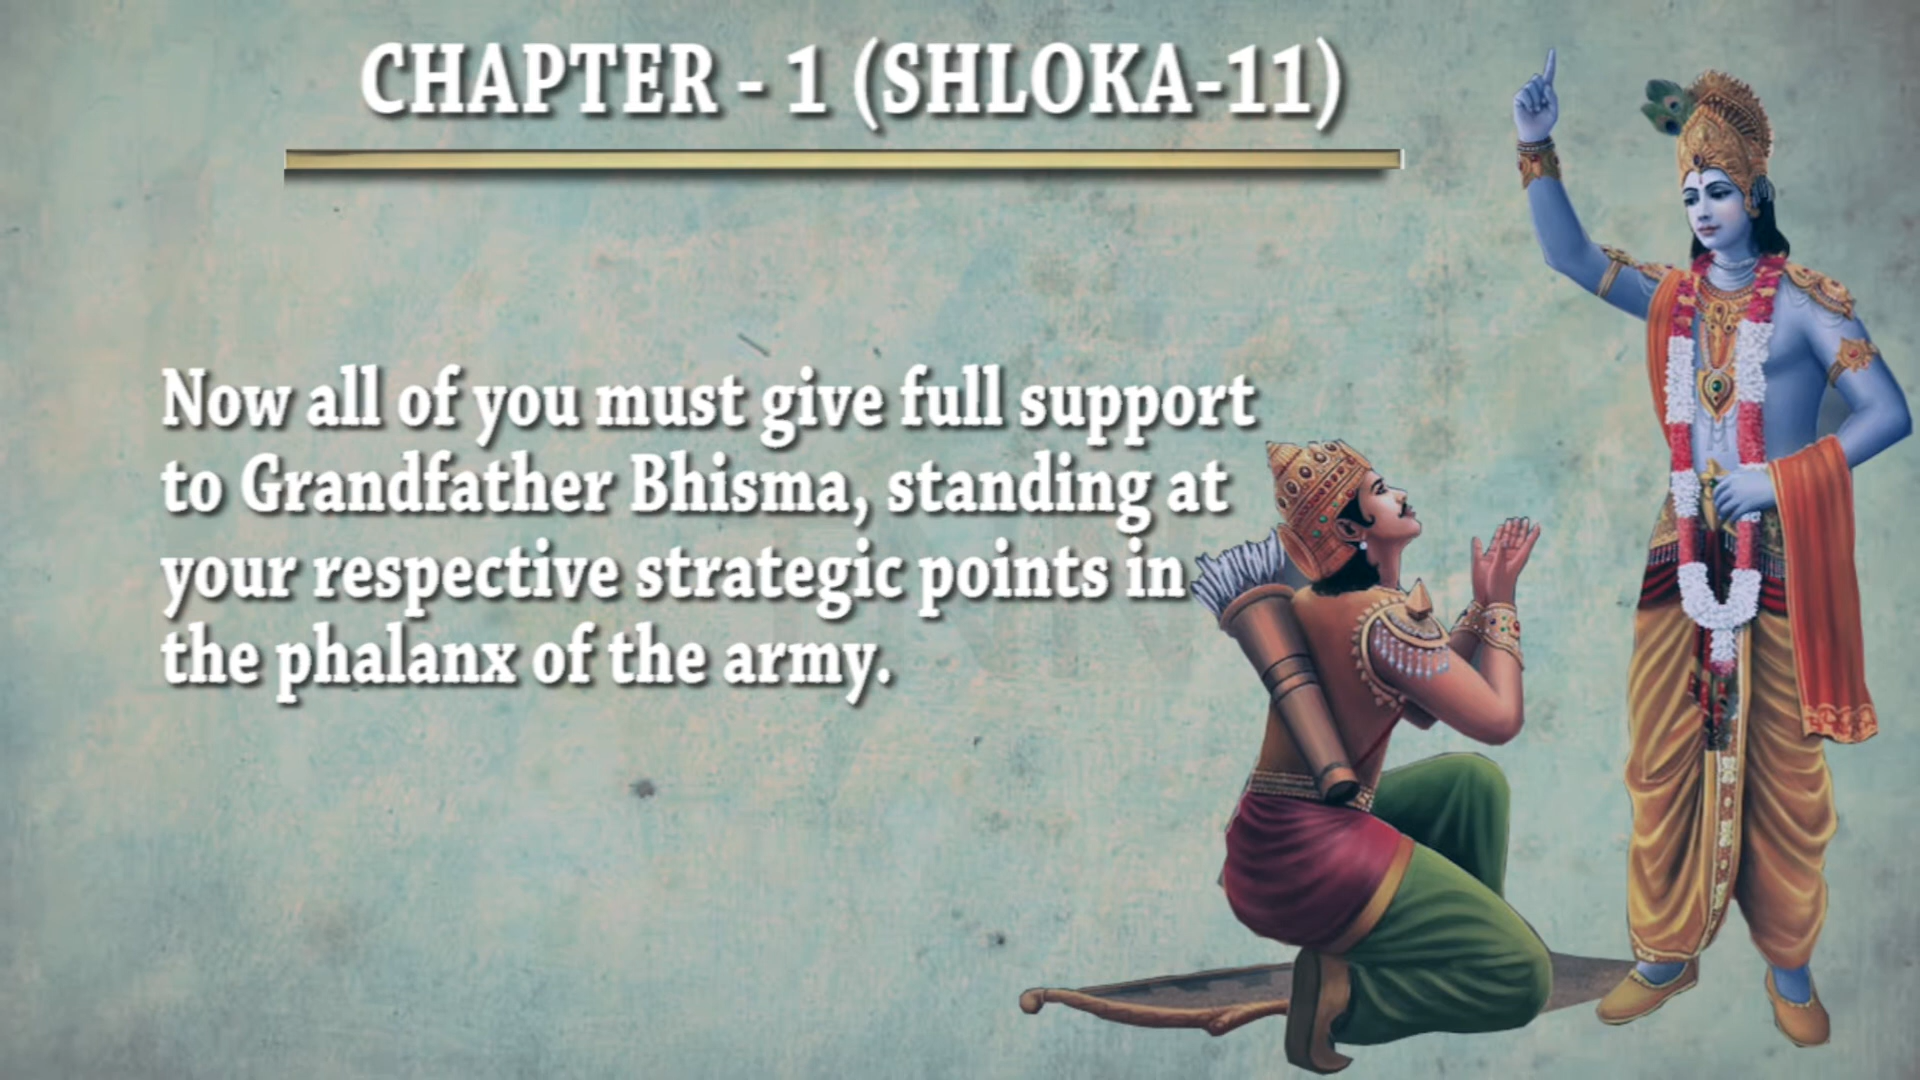 CHAPTER - 1 (SHLOKA-11)
Now all of you must give full support
to Grandfather Bhisma, standing at
your respective strategic points in
the phalanx of the army.